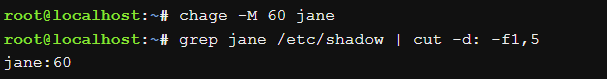 root@localhost:~# chage -M 60 jane
root@localhost:~# grep jane /etc/shadow | cut -d: -f1,5
jane:60